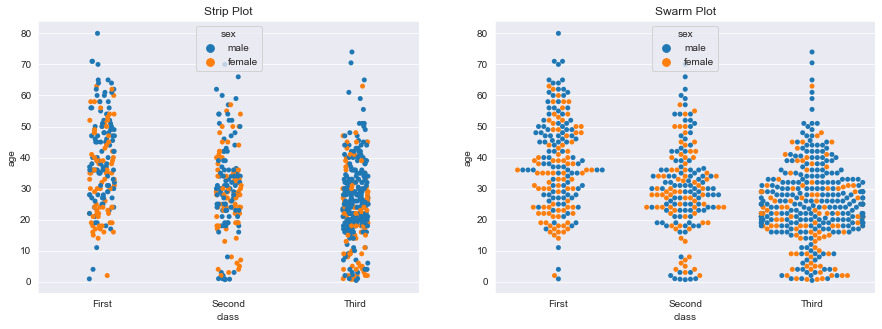 Strip Plot
sex
male
female
80
70
60
50
40
30
20
10
0
age
First Second Third
class
Swarm Plot
sex
male
female
80
70
60
50
40
30
20
10
0
age
First Second Third
class